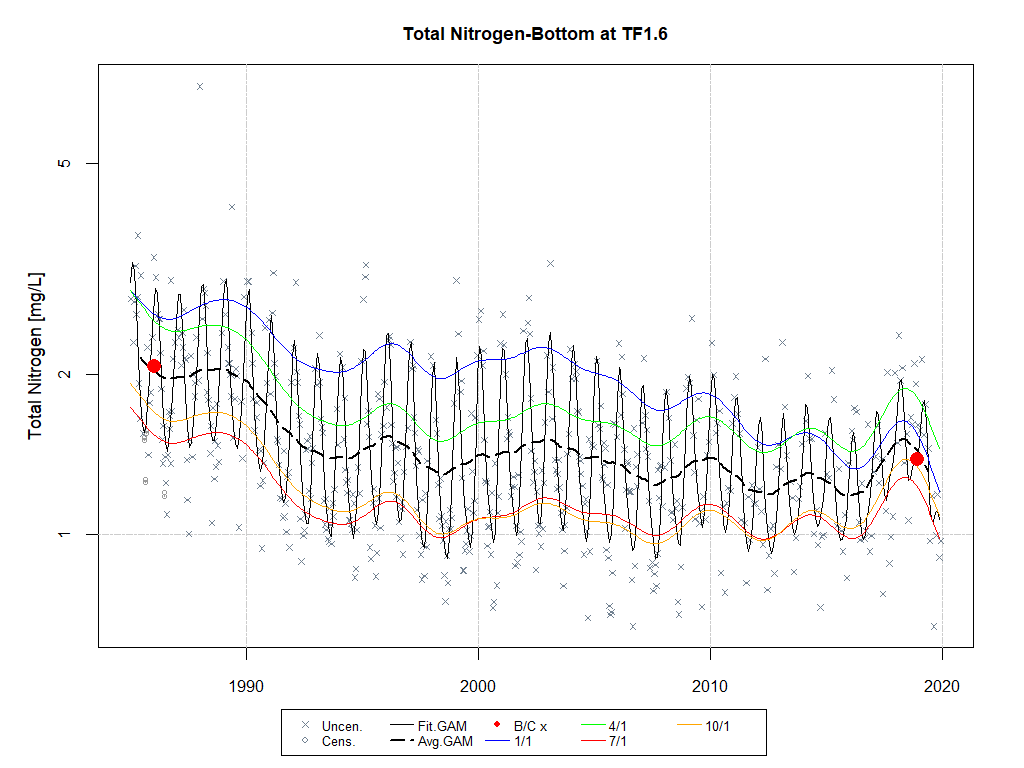 Total Nitrogen-Bottom at TF1.6
Total Nitrogen [mg/L]
5
2
1
1990 2000 2010 2020
Uncen. Fit.GAM B/C x 4/1 10/1
Cens. Avg.GAM 1/1 7/1